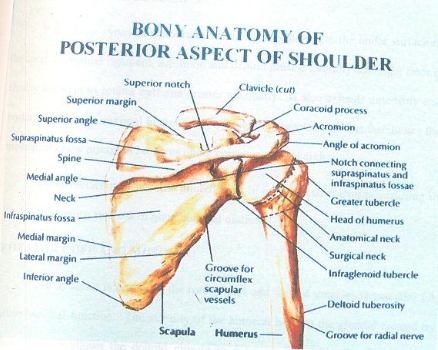 BONY ANATOMY OF
POSTERIOR ASPECT OF SHOULDER
Superior notch
Clavicle (cut)
Superior margin
Coracoid process
Superior angle
Acromion
Supraspinatus fossa
Angle of acromion
Spine
Notch connecting
supraspinatus and
infraspinatus fossae
Medial angle
Neck
Greater tubercle
Infraspinatus fossa
Head of humerus
Medial margin
Anatomical neck
Lateral margin
Surgical neck
Inferior angle
Infraglenoid tubercle
Groove for
circumflex
scapular
vessels
Deltoid tuberosity
Scapula
Humerus
Groove for radial nerve